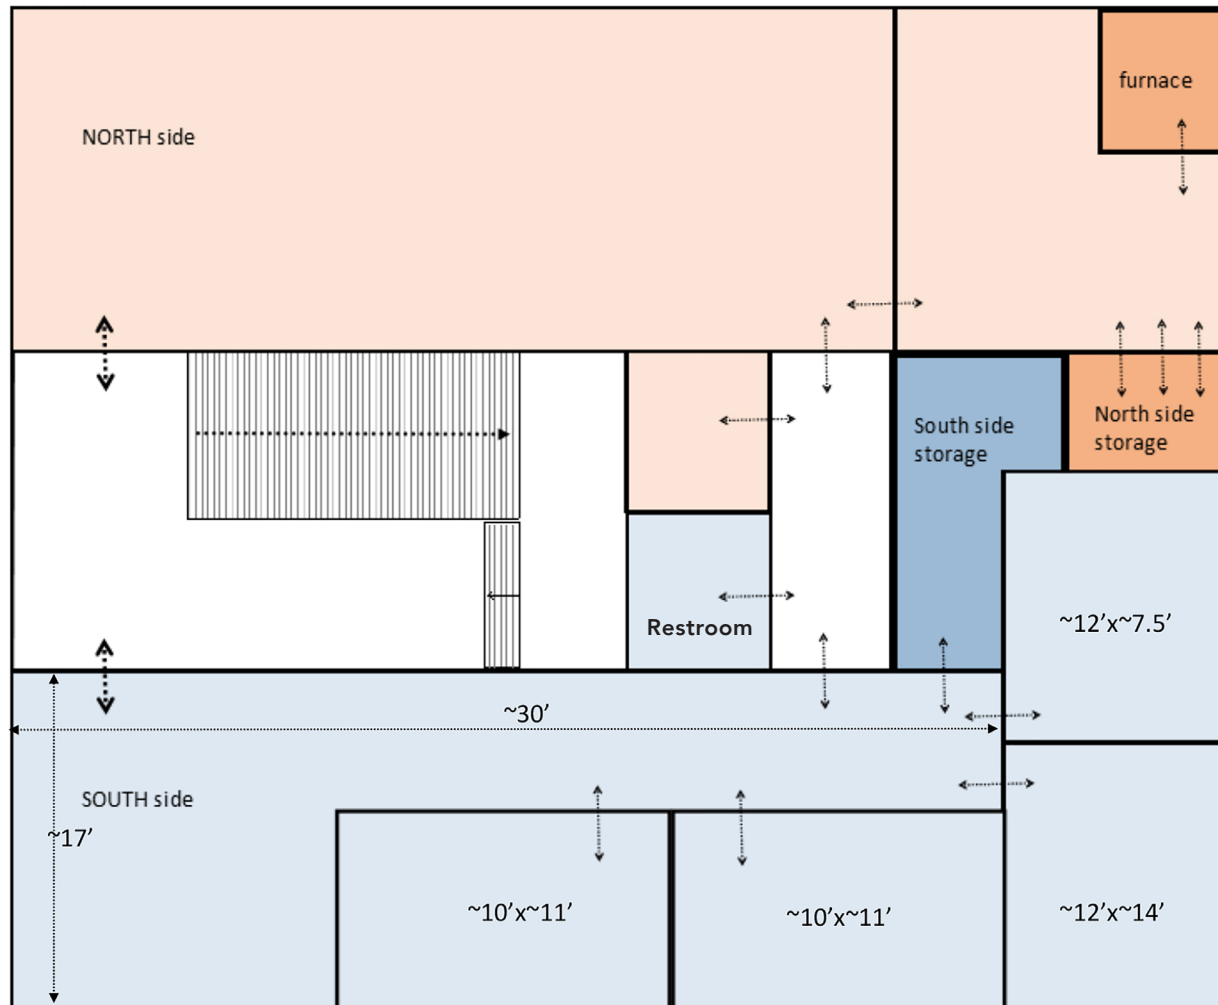 furnace
NORTH side
South side
storage
North side
storage
Restroom
~12’x~7.5’
~30’
SOUTH side
~17’
~10’x~11’
~10’x~11’
~12’x~14’